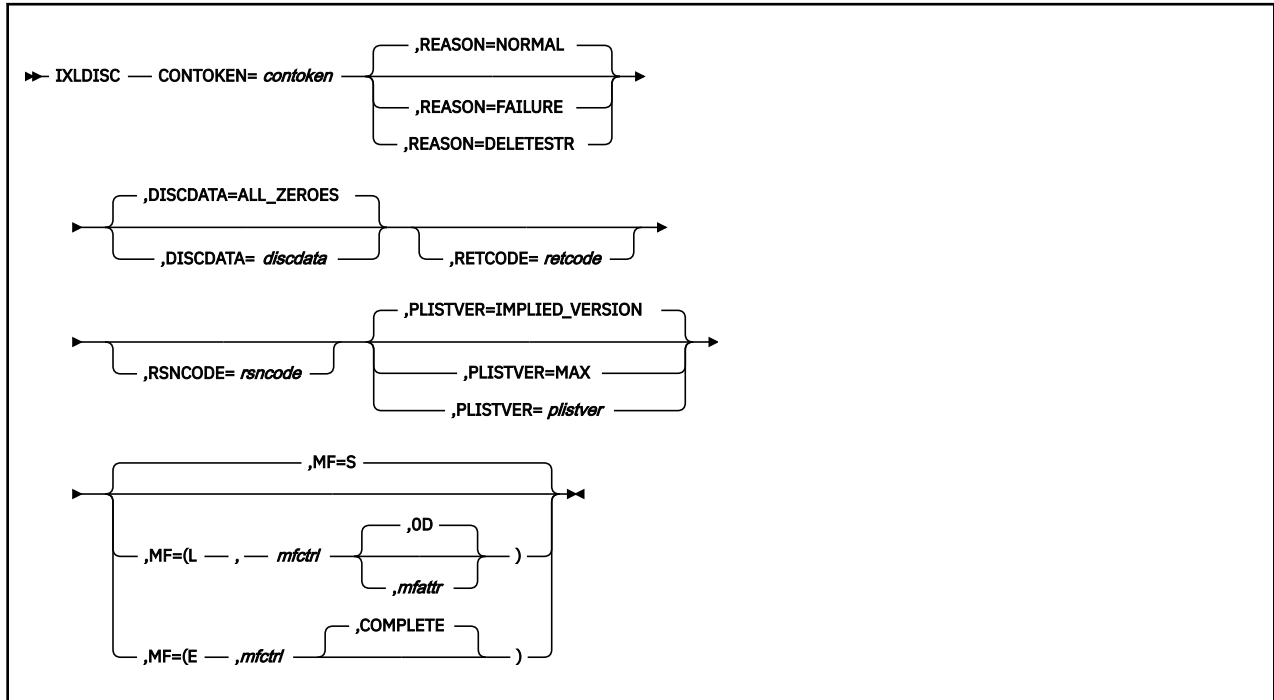 ,REASON=NORMAL
IXLDISC CONTOKEN= contoken
,REASON=FAILURE
,REASON=DELETESTR
,DISCDATA=ALL_ZEROES
,DISCDATA= discdata
,RETCODE= retcode
,PLISTVER=IMPLIED_VERSION
,RSNCODE= rsncode
,PLISTVER=MAX
,PLISTVER= plistver
,MF=S
,0D
,MF=(L , mfctrl )
,mfattr
,COMPLETE
,MF=(E ,mfctrl )